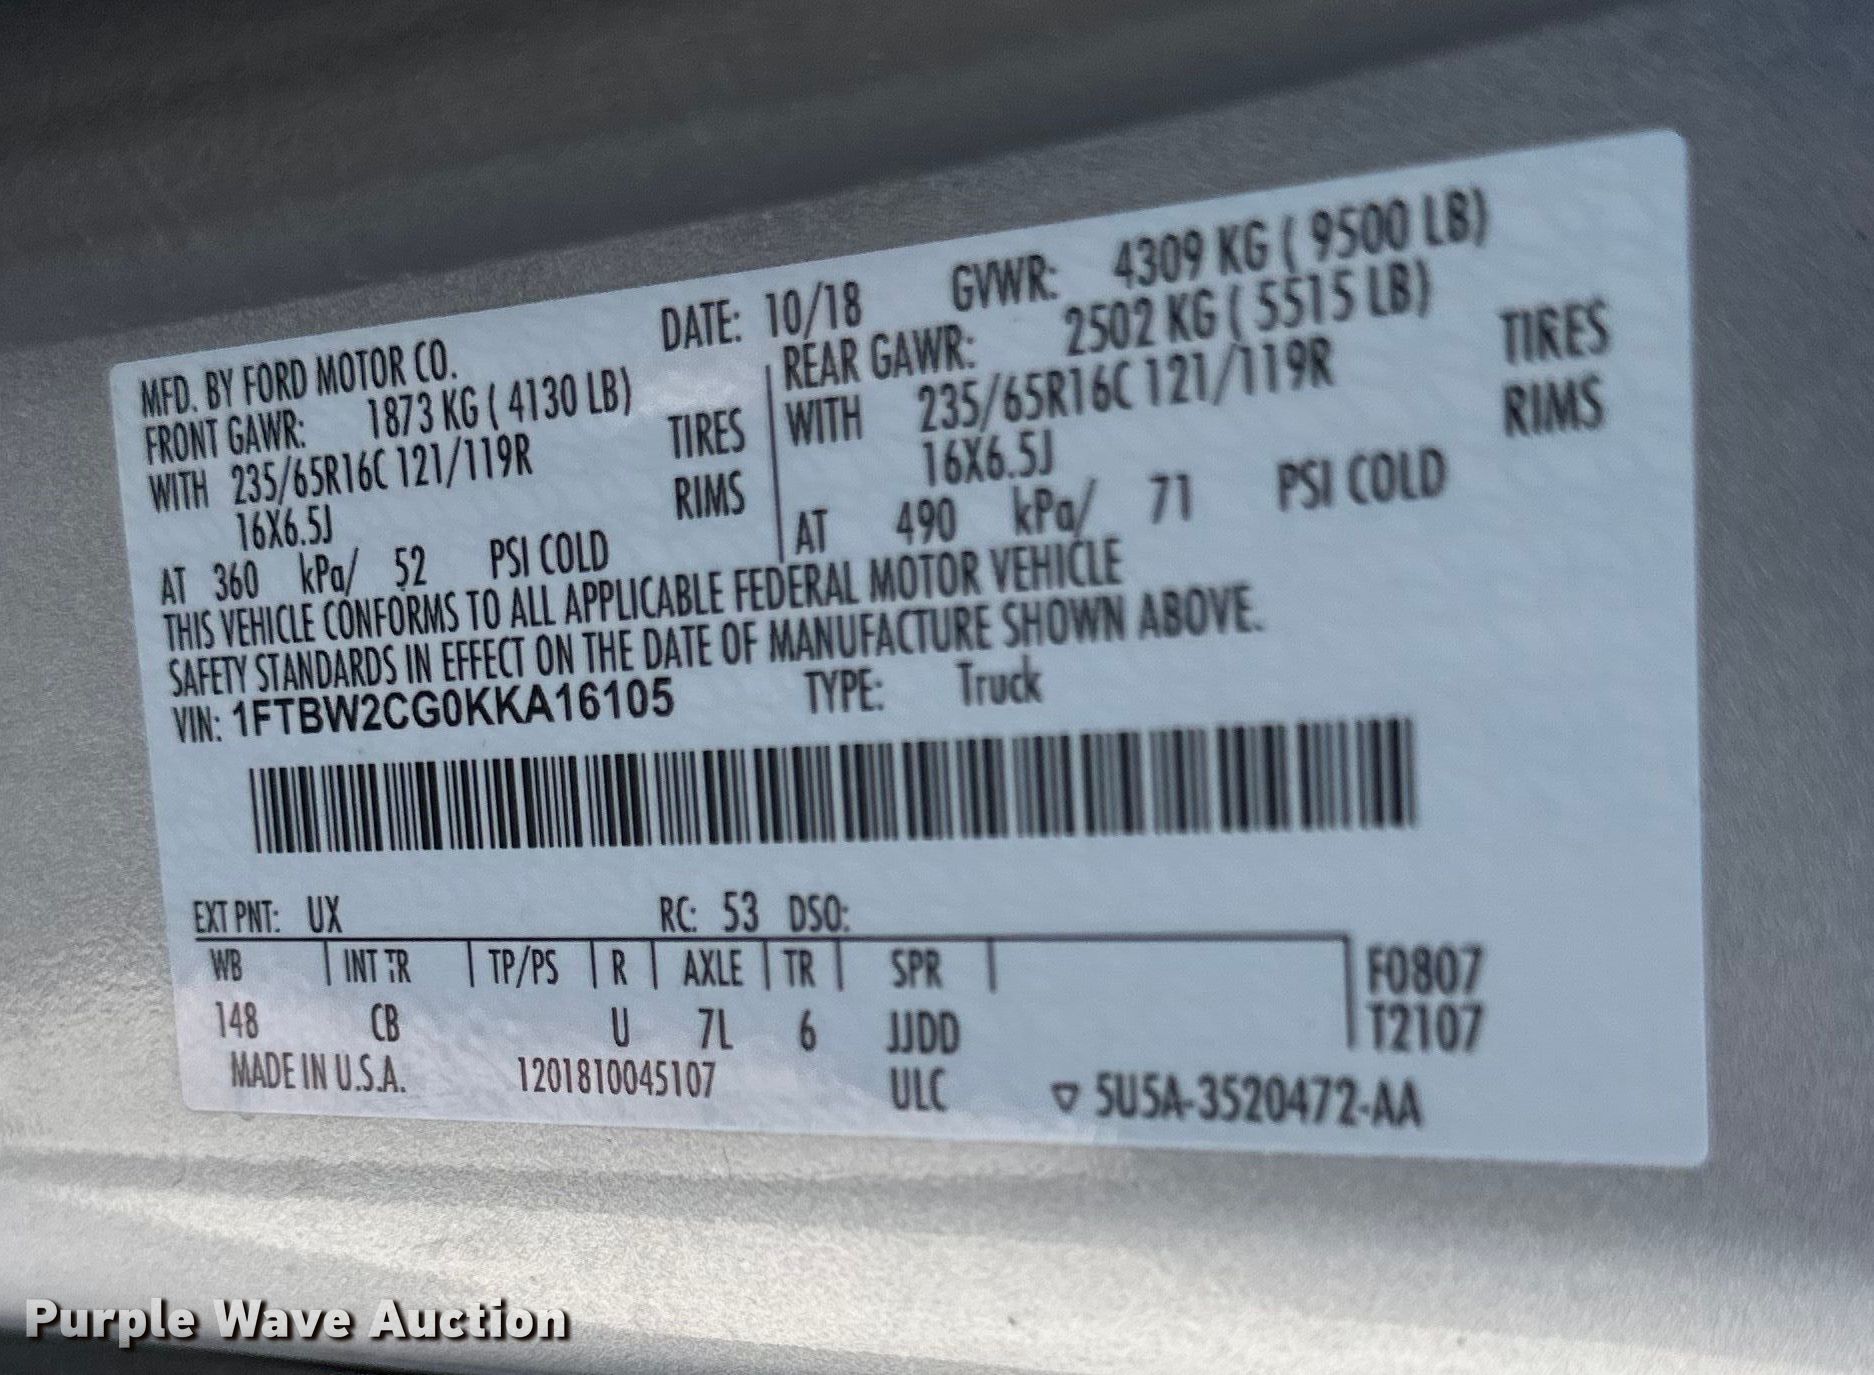 MFD. BY FORD MOTOR CO. DATE: 10/18 GVWR: 4309 KG ( 9500 LB)
FRONT GAWR: 1873 KG ( 4130 LB) REAR GAWR: 2502 KG ( 5515 LB)
WITH 235/65R16C 121/119R TIRES WITH 235/65R16C 121/119R TIRES
16X6.5J RIMS 16X6.5J RIMS
AT 360 kPa/ 52 PSI COLD AT 490 kPa/ 71 PSI COLD
THIS VEHICLE CONFORMS TO ALL APPLICABLE FEDERAL MOTOR VEHICLE
SAFETY STANDARDS IN EFFECT ON THE DATE OF MANUFACTURE SHOWN ABOVE.
VIN: 1FTBW2CG0KKA16105 TYPE: Truck
EXT PNT: UX RC: 53 DSO:
WB INT TR TP/PS R AXLE TR SPR F0807
148 CB U 7L 6 JJDD T2107
MADE IN U.S.A. 1201810045107 ULC ▽ 5U5A-3520472-AA
Purple Wave Auction